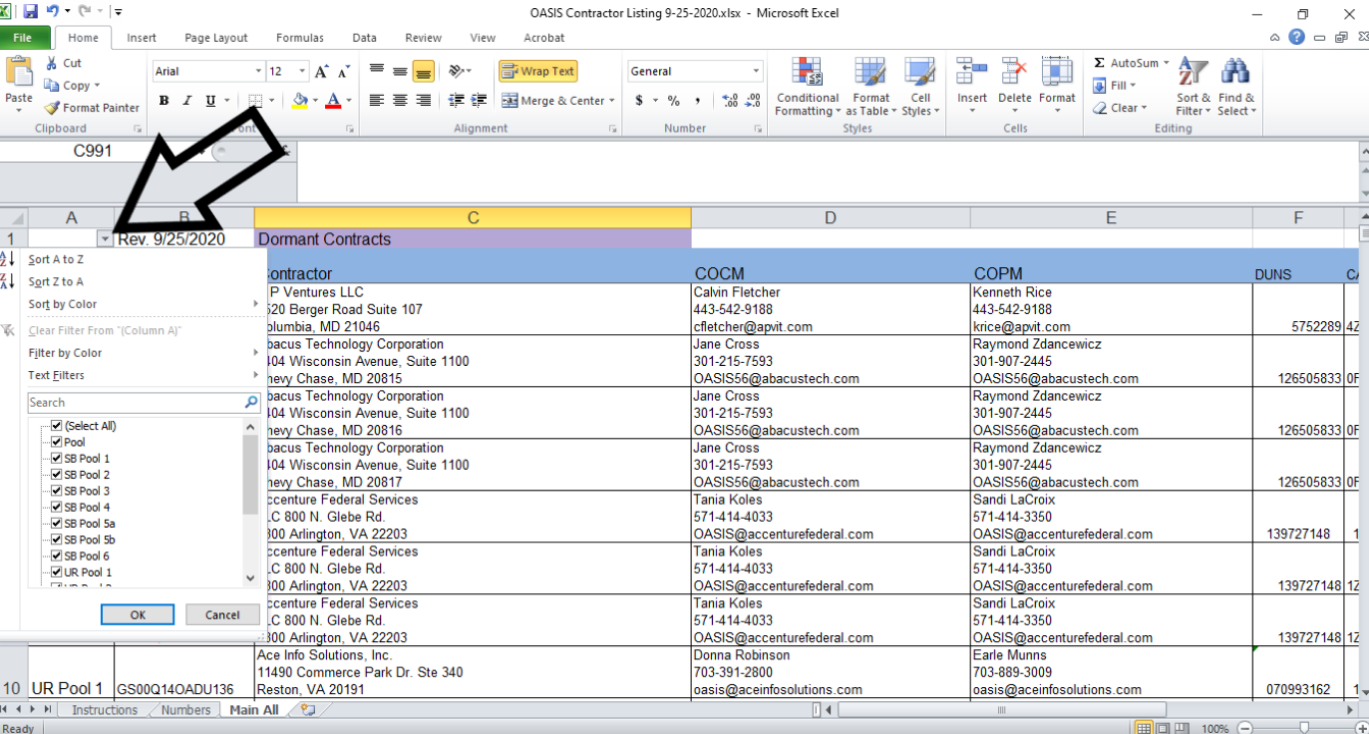 OASIS Contractor Listing 9-25-2020.xlsx - Microsoft Excel
File Home Insert Page Layout Formulas Data Review View Acrobat
Paste
Cut
Copy
Format Painter
Clipboard
Arial 12
B I U
Wrap Text
Merge & Center
Alignment
General
$ % ,
Number
Conditional Formatting
Format as Table
Cell Styles
Styles
Insert Delete Format
Cells
Σ AutoSum
Fill
Clear
Sort & Filter
Find & Select
Editing
C991
A B C D E F
1 Rev. 9/25/2020 Dormant Contracts
Sort A to Z
Sort Z to A
Sort by Color
Clear Filter From "(Column A)"
Filter by Color
Text Filters
Search
(Select All)
Pool
SB Pool 1
SB Pool 2
SB Pool 3
SB Pool 4
SB Pool 5a
SB Pool 5b
SB Pool 6
UR Pool 1
OK Cancel
ontractor COCM COPM DUNS
P Ventures LLC Calvin Fletcher Kenneth Rice
520 Berger Road Suite 107 443-542-9188 443-542-9188
olumbia, MD 21046 cfletcher@apvit.com krice@apvit.com 5752289 4Z
bacus Technology Corporation Jane Cross Raymond Zdancewicz
404 Wisconsin Avenue, Suite 1100 301-215-7593 301-907-2445
hevy Chase, MD 20815 OASIS56@abacustech.com OASIS56@abacustech.com 126505833 0F
bacus Technology Corporation Jane Cross Raymond Zdancewicz
404 Wisconsin Avenue, Suite 1100 301-215-7593 301-907-2445
hevy Chase, MD 20816 OASIS56@abacustech.com OASIS56@abacustech.com 126505833 0F
bacus Technology Corporation Jane Cross Raymond Zdancewicz
404 Wisconsin Avenue, Suite 1100 301-215-7593 301-907-2445
hevy Chase, MD 20817 OASIS56@abacustech.com OASIS56@abacustech.com 126505833 0F
ccenture Federal Services Tania Koles Sandi LaCroix
LC 800 N. Glebe Rd. 571-414-4033 571-414-3350
300 Arlington, VA 22203 OASIS@accenturefederal.com OASIS@accenturefederal.com 139727148 1
ccenture Federal Services Tania Koles Sandi LaCroix
LC 800 N. Glebe Rd. 571-414-4033 571-414-3350
300 Arlington, VA 22203 OASIS@accenturefederal.com OASIS@accenturefederal.com 139727148 1Z
ccenture Federal Services Tania Koles Sandi LaCroix
LC 800 N. Glebe Rd. 571-414-4033 571-414-3350
300 Arlington, VA 22203 OASIS@accenturefederal.com OASIS@accenturefederal.com 139727148 1Z
Ace Info Solutions, Inc. Donna Robinson Earle Munns
11490 Commerce Park Dr. Ste 340 703-391-2800 703-889-3009
10 UR Pool 1 GS00Q14OADU136 Reston, VA 20191 oasis@aceinfosolutions.com oasis@aceinfosolutions.com 070993162 1
Instructions Numbers Main All
Ready 100%